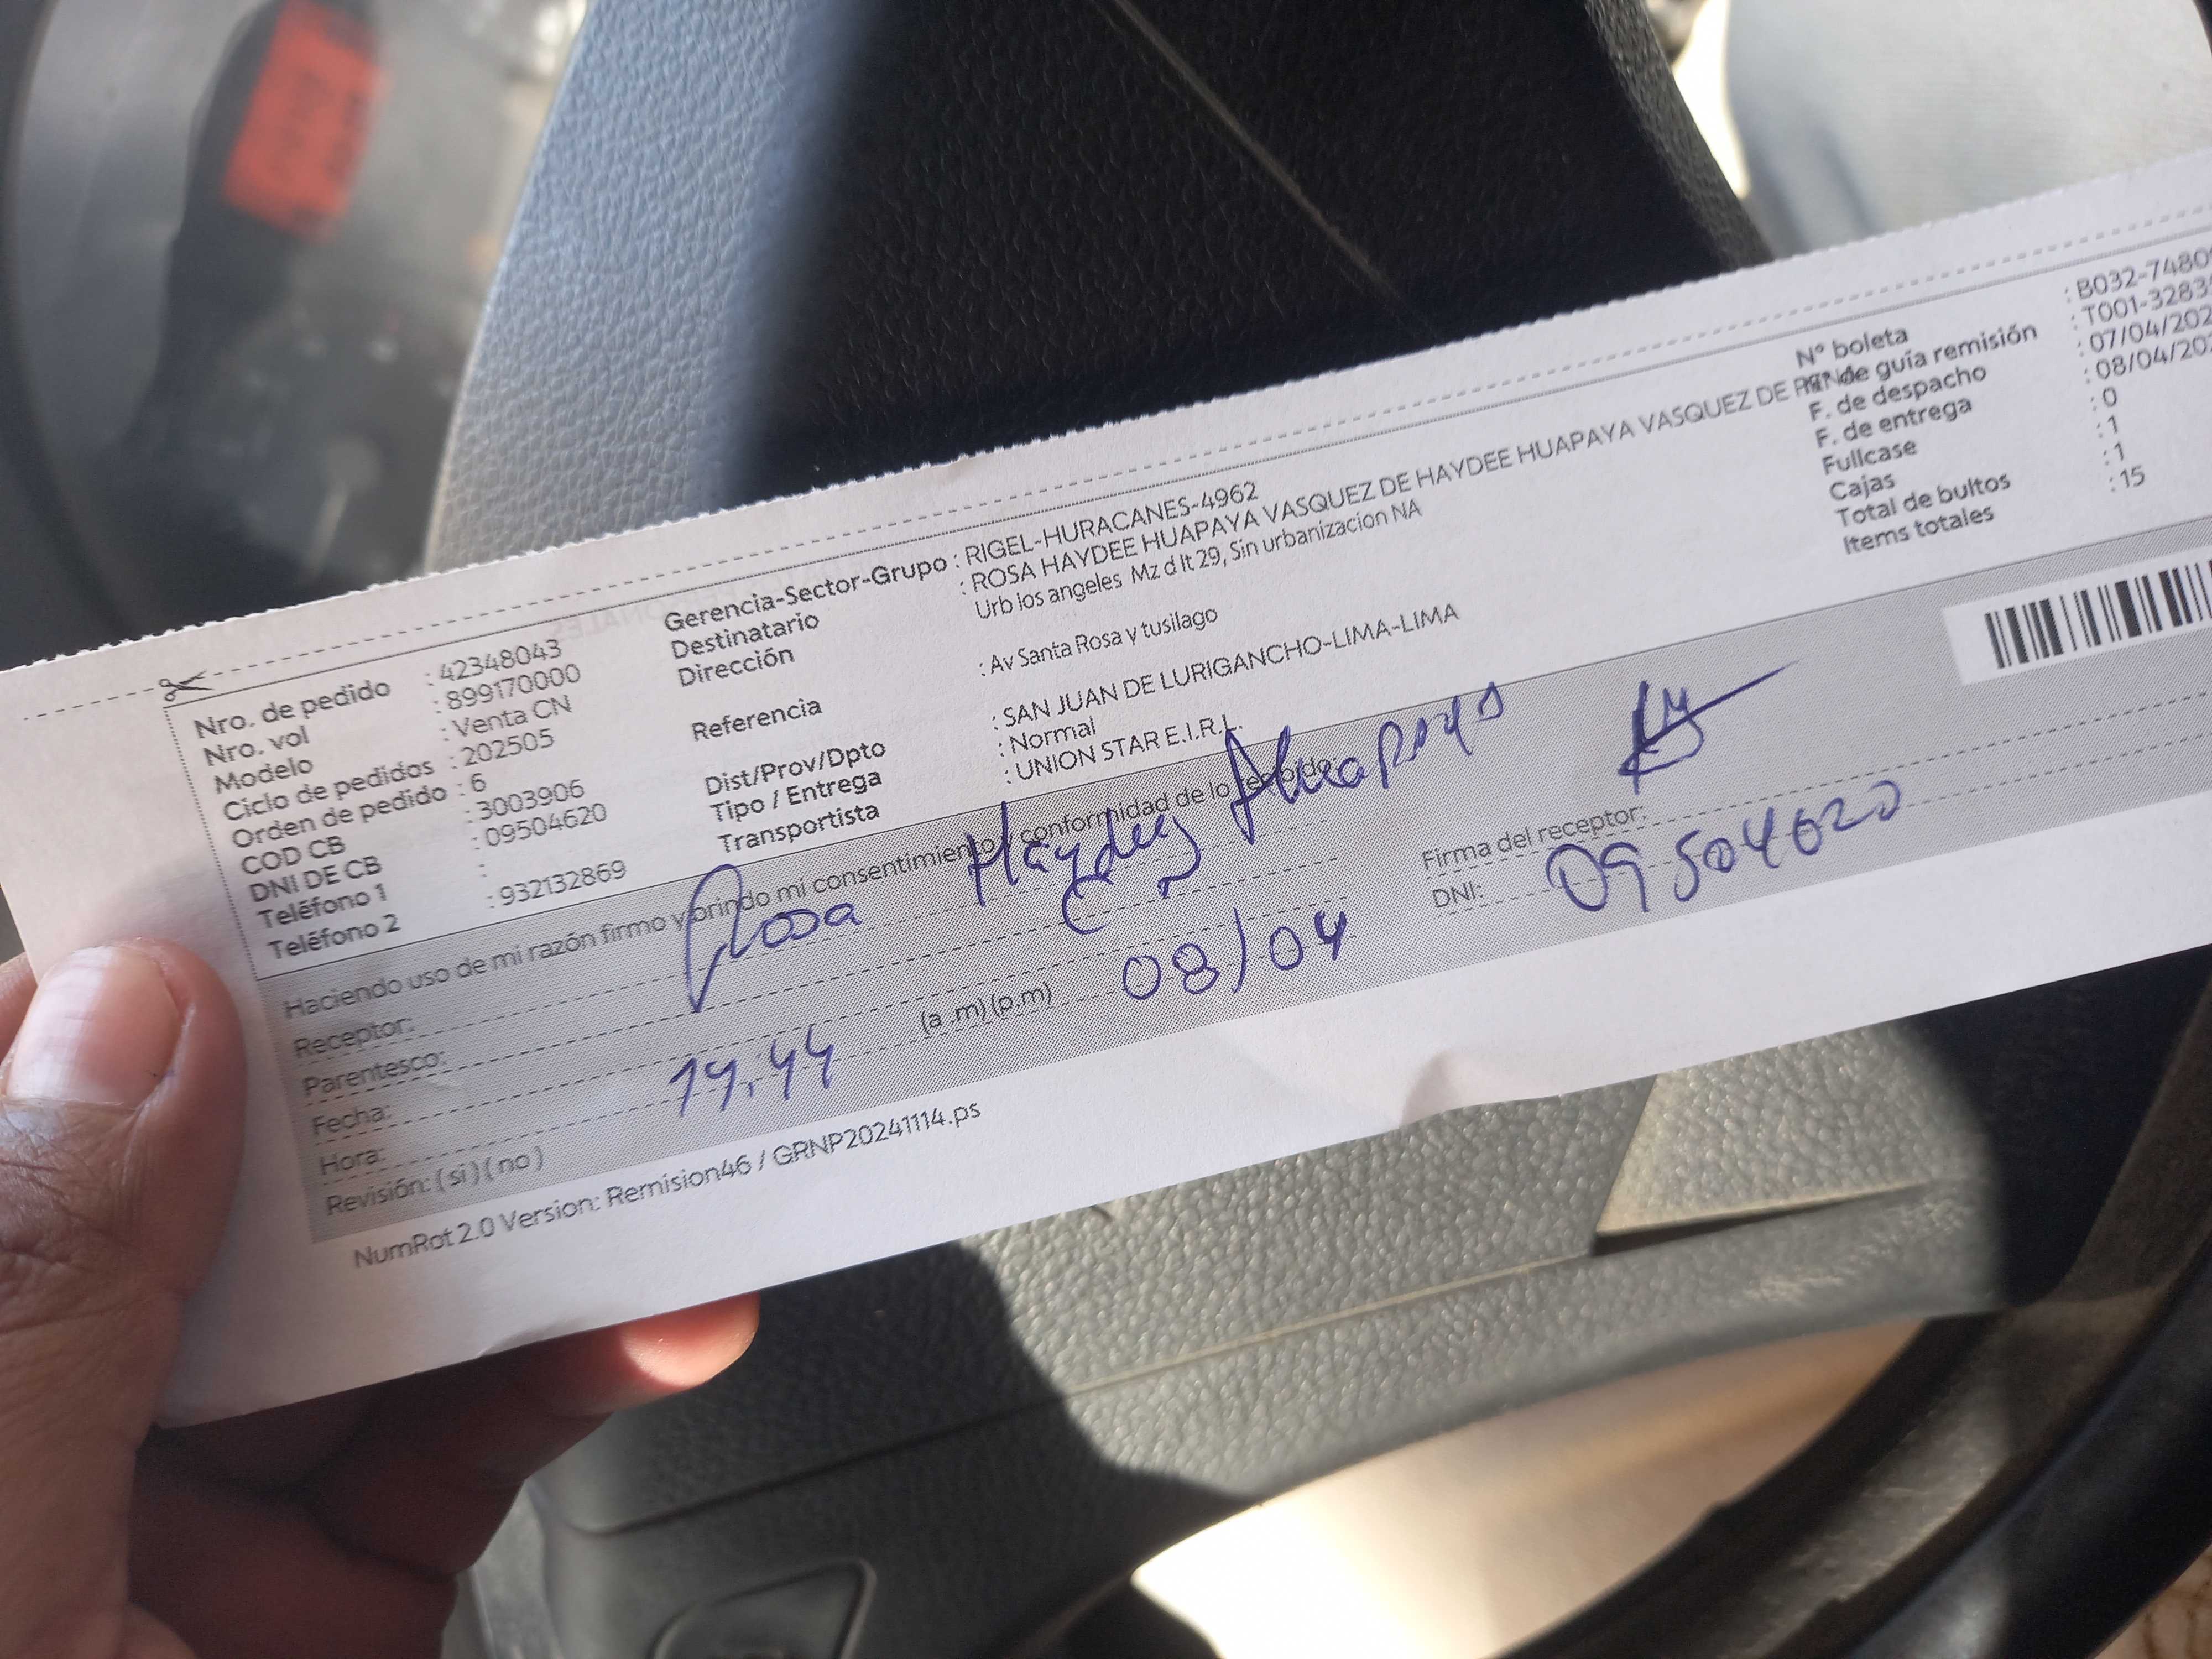 Nro. de pedido : 42348043
Nro. vol : 899170000
Modelo : Venta CN
Ciclo de pedidos : 202505
Orden de pedido : 6
COD CB : 3003906
DNI DE CB : 09504620
Teléfono 1 :
Teléfono 2 : 932132869
Gerencia-Sector-Grupo : RIGEL-HURACANES-4962
Destinatario : ROSA HAYDEE HUAPAYA VASQUEZ DE HAYDEE HUAPAYA VASQUEZ DE PENA
Dirección Urb los angeles Mz d lt 29, Sin urbanizacion NA
Referencia : Av Santa Rosa y tusilago
Dist/Prov/Dpto : SAN JUAN DE LURIGANCHO-LIMA-LIMA
Tipo / Entrega : Normal
Transportista : UNION STAR E.I.R.L.
N° boleta : B032-7480
N° de guía remisión : T001-3283
F. de despacho : 07/04/202
F. de entrega : 08/04/20
Fullcase : 0
Cajas : 1
Total de bultos : 1
Items totales : 15
Haciendo uso de mi razón firmo y brindo mi consentimiento y conformidad de lo recibido:
Receptor: Rosa Haydey Huapaya
Parentesco:
Fecha: 08/04
Hora: 14,44 (a .m) (p.m)
Revisión: ( si ) ( no )
Firma del receptor:
DNI: 09504620
NumRot 2.0 Version: Remision46 / GRNP20241114.ps